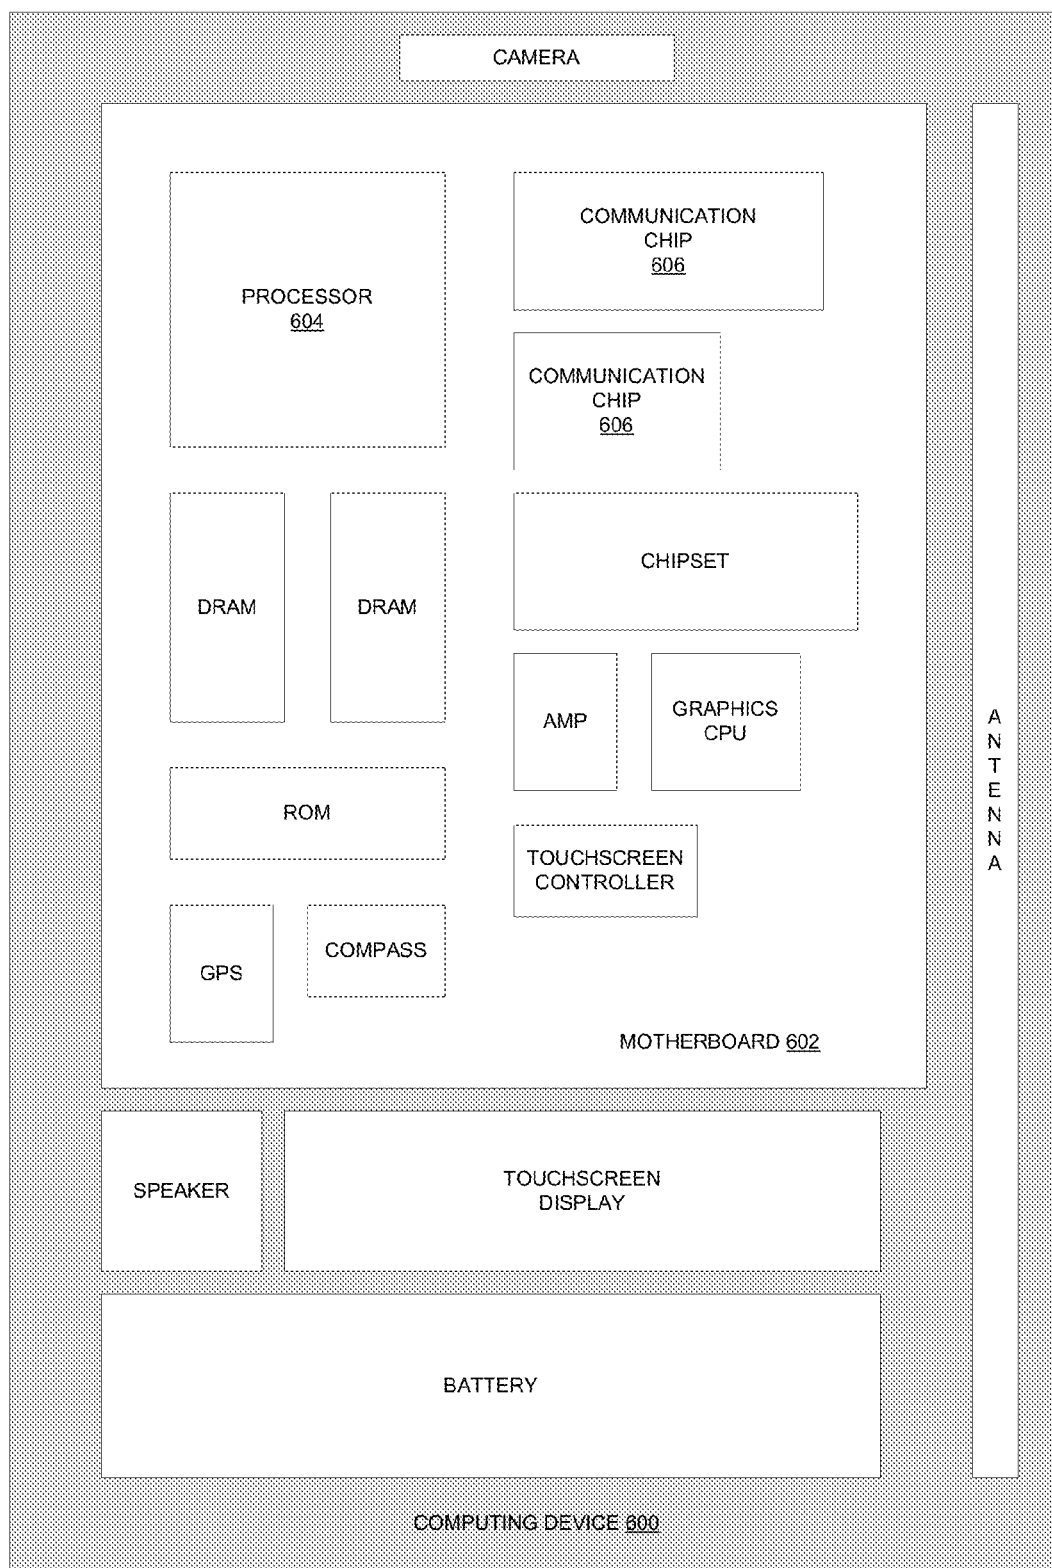 CAMERA
PROCESSOR
604
COMMUNICATION
CHIP
606
COMMUNICATION
CHIP
606
DRAM
DRAM
CHIPSET
AMP
GRAPHICS
CPU
ROM
TOUCHSCREEN
CONTROLLER
GPS
COMPASS
MOTHERBOARD 602
A
N
T
E
N
N
A
SPEAKER
TOUCHSCREEN
DISPLAY
BATTERY
COMPUTING DEVICE 600